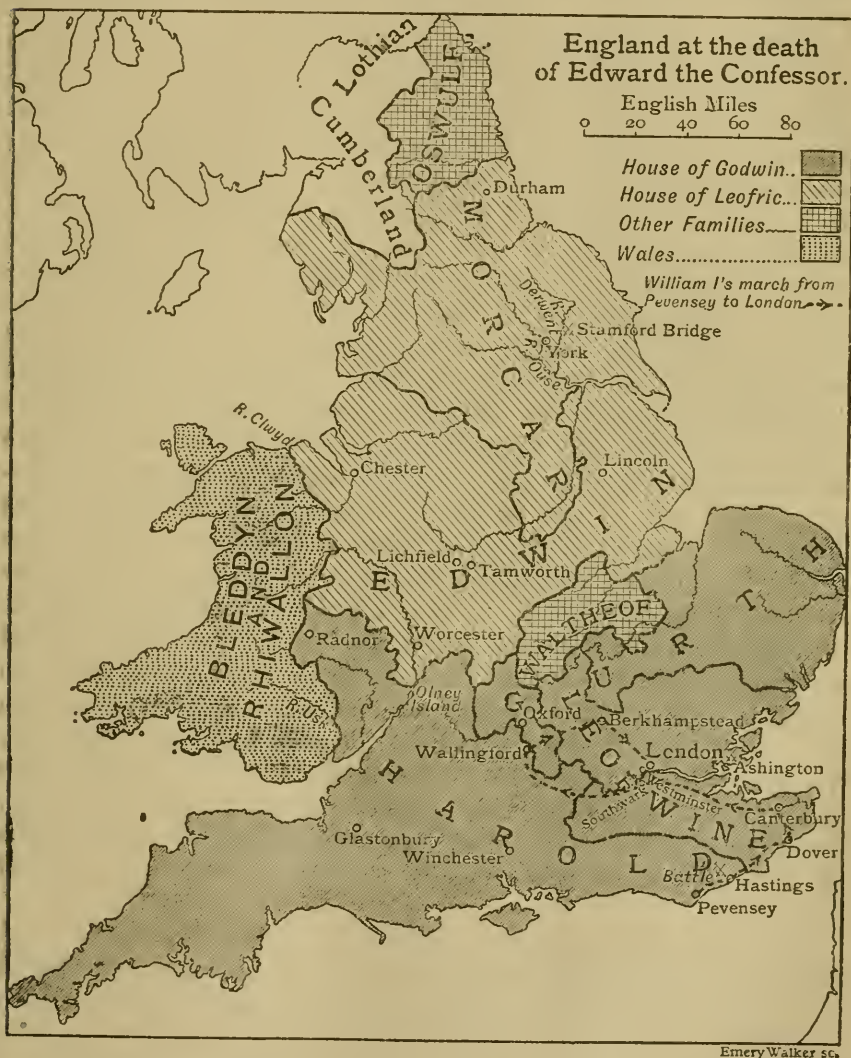 England at the death
of Edward the Confessor.
English Miles
0 20 40 60 80
House of Godwin..
House of Leofric...
Other Families
Wales
William I's march from
Pevensey to London
Lothian
Cumberland
OSWULF
Durham
MORCAR
R. Derwent
Stamford Bridge
York
R. Ouse
R. Clwyd
Chester
Lincoln
EDWIN
Lichfield
Tamworth
BLEDDYN
AND
RHIWALLON
Radnor
Worcester
WALTHEOF
GURTH
R. Usk
Olney
Island
Oxford
Berkhampstead
LEOFWINE
Wallingford
London
Ashington
Westminster
Southwark
Canterbury
Dover
HAROLD
Glastonbury
Winchester
Battle
Hastings
Pevensey
Emery Walker sc.